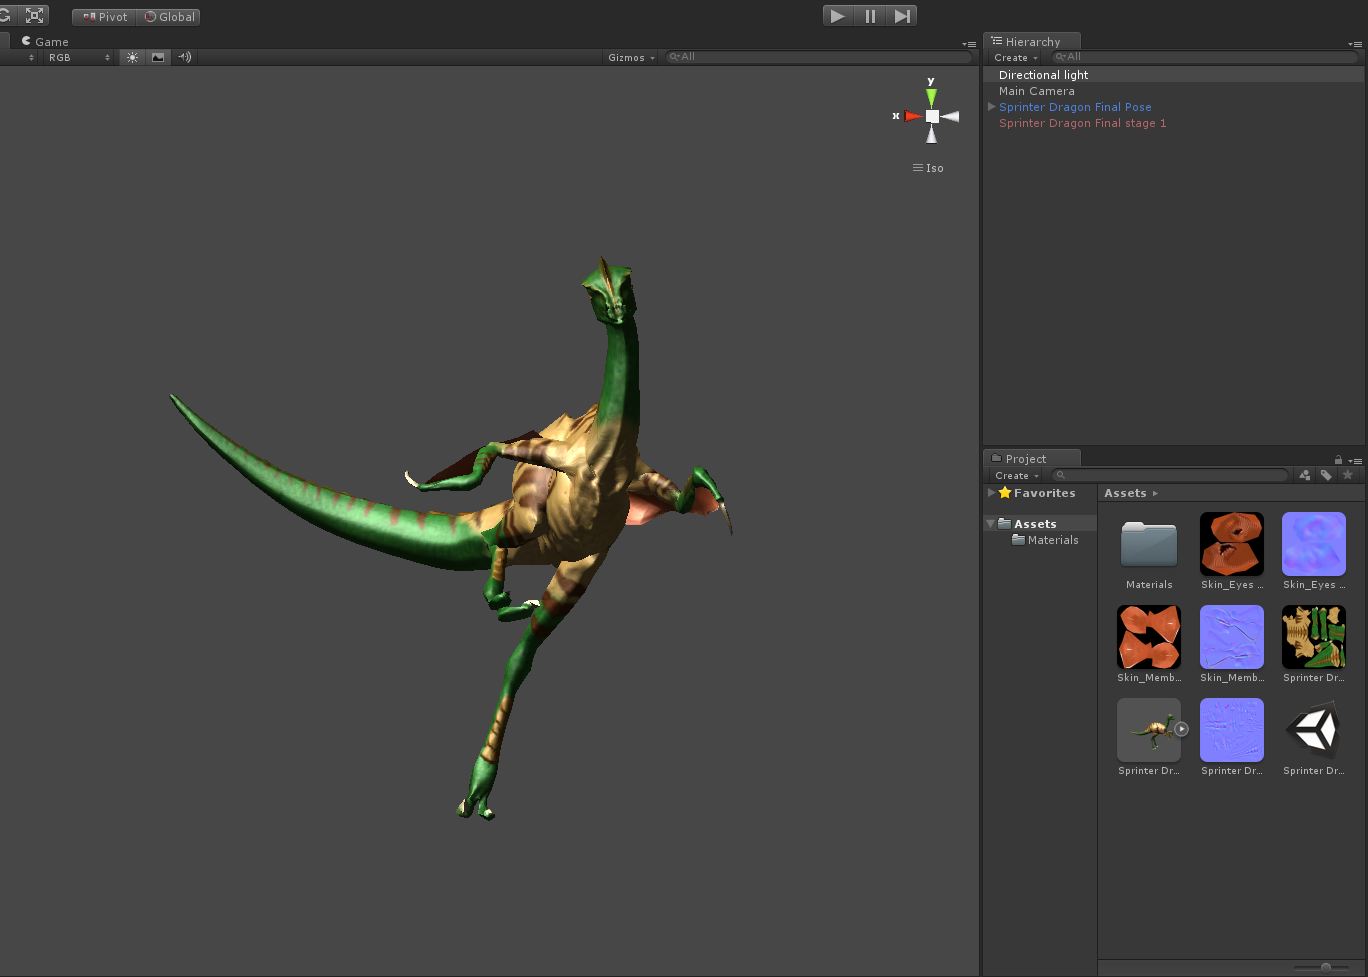 Pivot Global
Game
RGB
Gizmos
All
y
x
Iso
Hierarchy
Create
All
Directional light
Main Camera
Sprinter Dragon Final Pose
Sprinter Dragon Final stage 1
Project
Create
Favorites
Assets
Materials
Assets
Materials
Skin_Eyes ...
Skin_Eyes ...
Skin_Memb...
Skin_Memb...
Sprinter Dr...
Sprinter Dr...
Sprinter Dr...
Sprinter Dr...